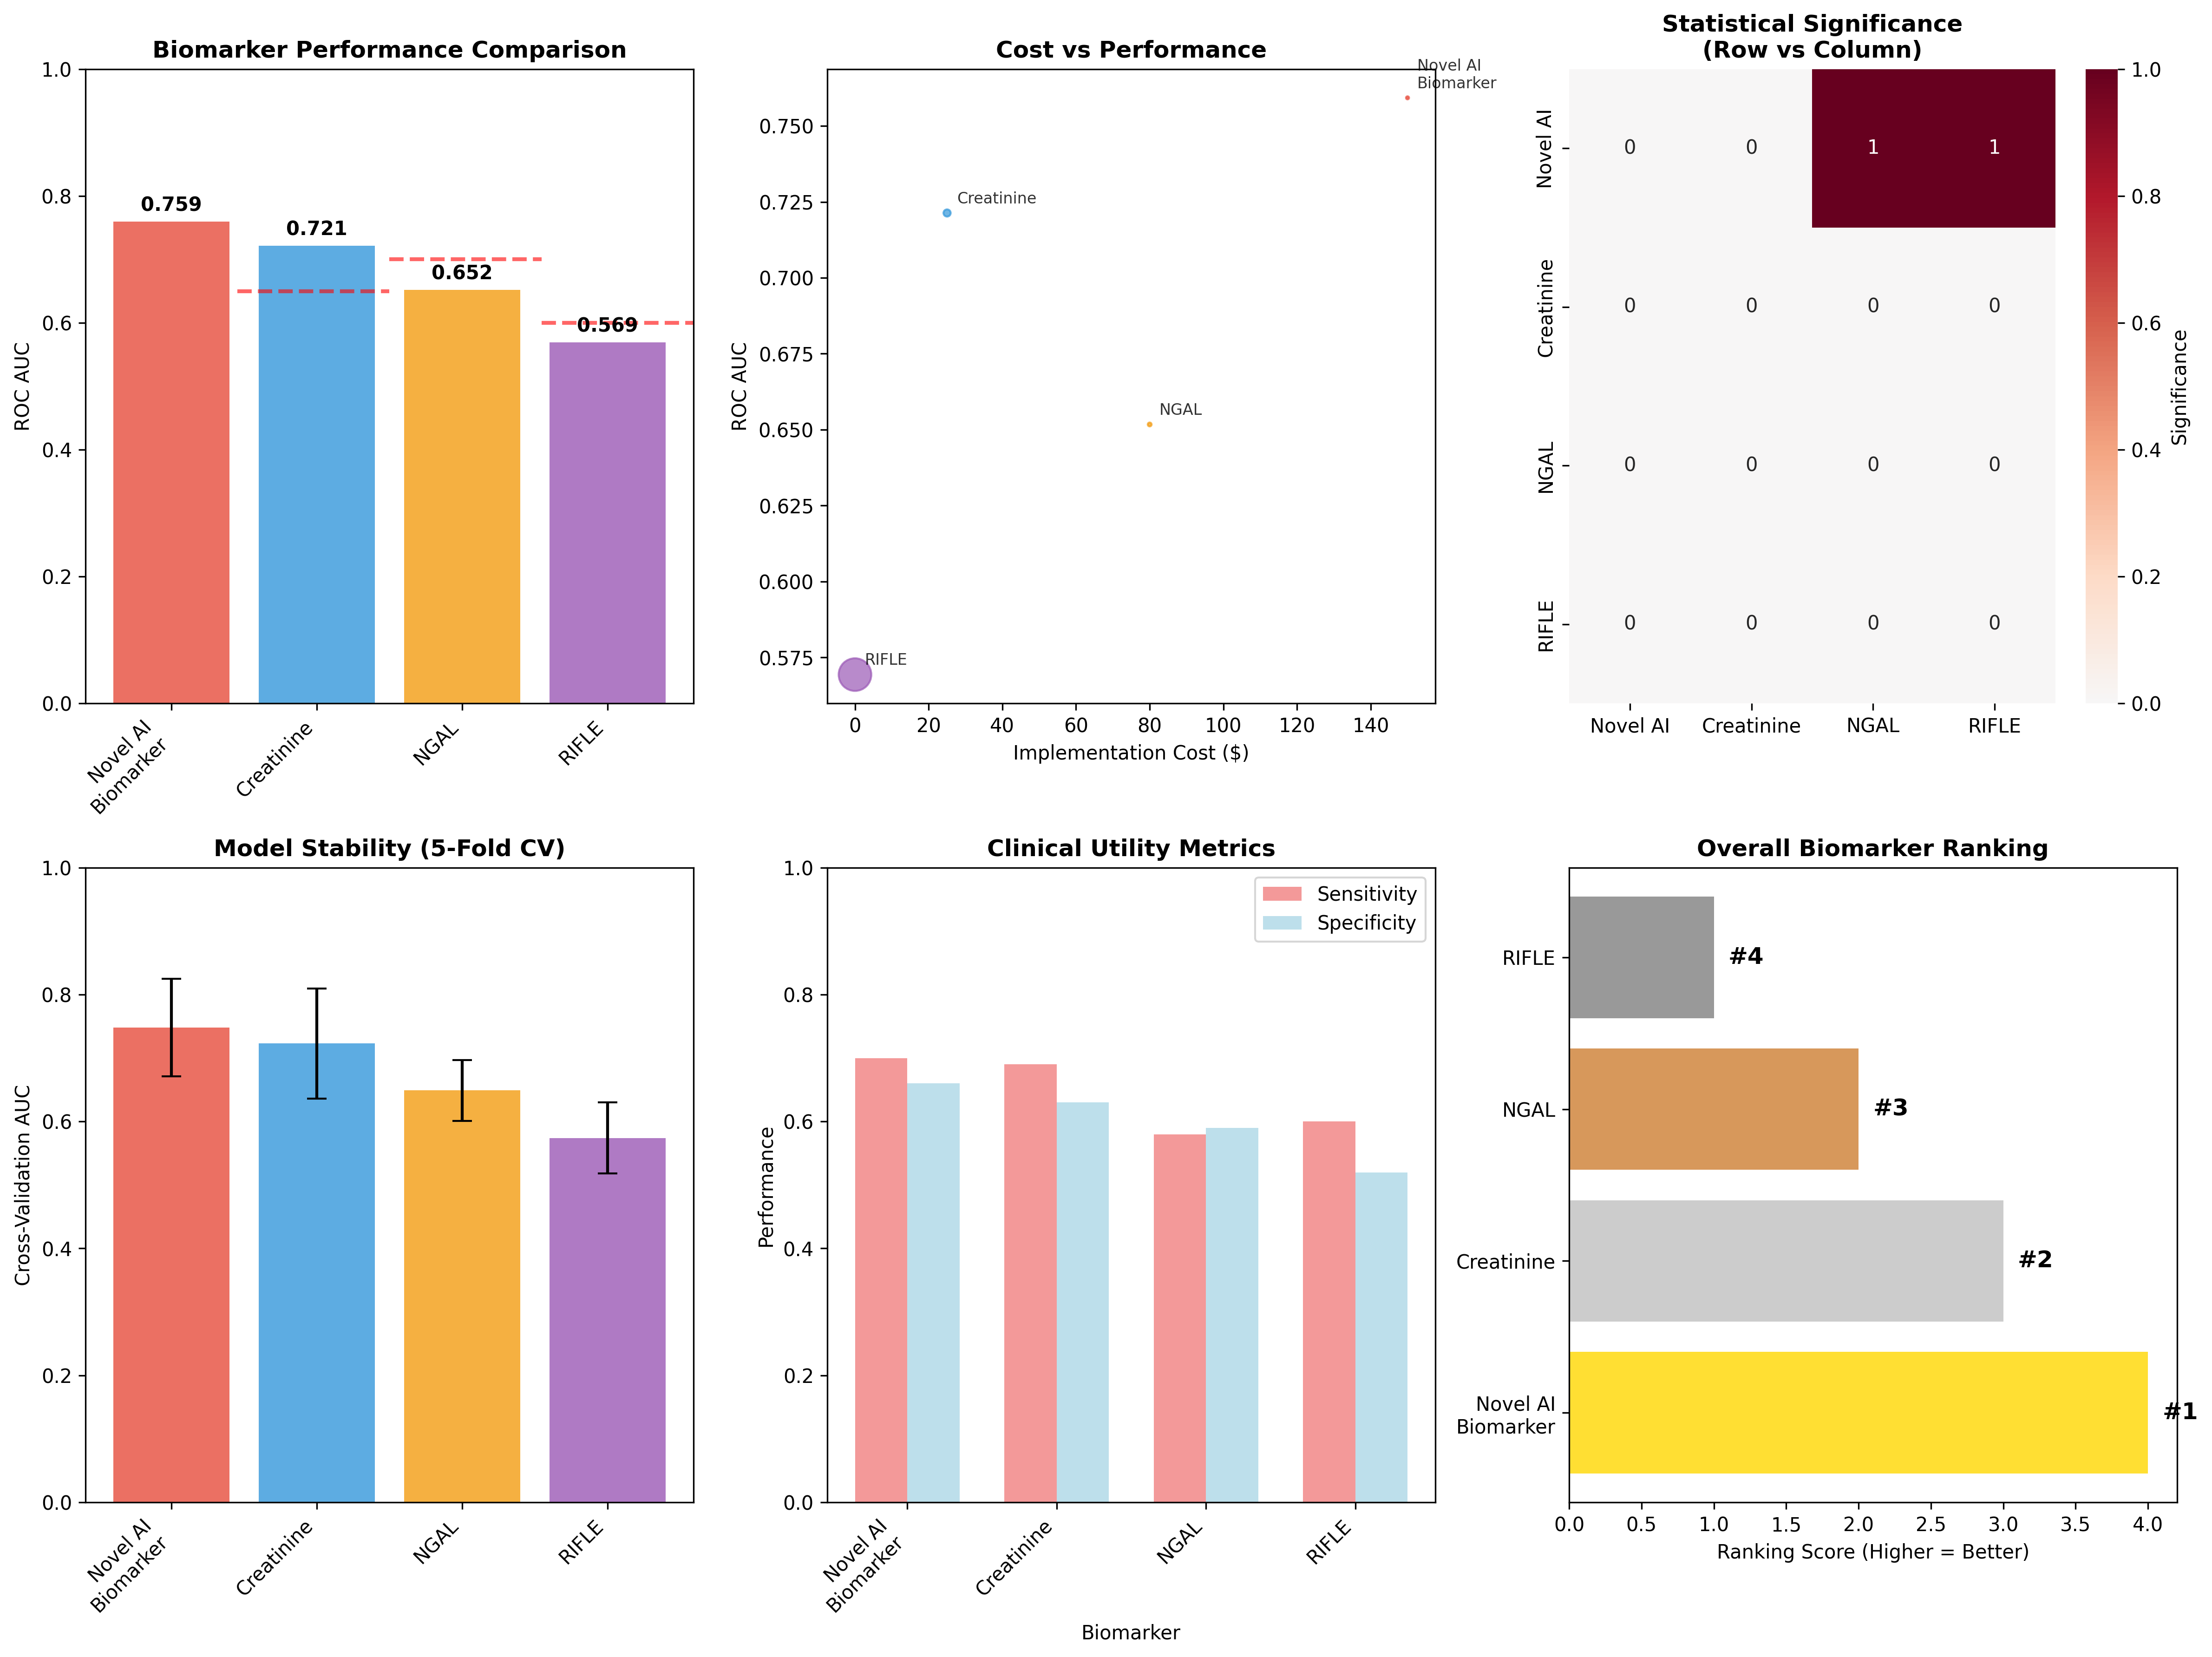 Biomarker Performance Comparison
1.0
0.8
0.6
0.4
0.2
0.0
ROC AUC
0.759
0.721
0.652
0.569
Novel AI
Biomarker
Creatinine
NGAL
RIFLE
Cost vs Performance
0.750
0.725
0.700
0.675
0.650
0.625
0.600
0.575
ROC AUC
Novel AI
Biomarker
Creatinine
NGAL
RIFLE
0 20 40 60 80 100 120 140
Implementation Cost ($)
Statistical Significance
(Row vs Column)
Novel AI
Creatinine
NGAL
RIFLE
0 0 1 1
0 0 0 0
0 0 0 0
0 0 0 0
Novel AI Creatinine NGAL RIFLE
1.0
0.8
0.6
0.4
0.2
0.0
Significance
Model Stability (5-Fold CV)
1.0
0.8
0.6
0.4
0.2
0.0
Cross-Validation AUC
Novel AI
Biomarker
Creatinine
NGAL
RIFLE
Clinical Utility Metrics
Sensitivity
Specificity
1.0
0.8
0.6
0.4
0.2
0.0
Performance
Novel AI
Biomarker
Creatinine
NGAL
RIFLE
Biomarker
Overall Biomarker Ranking
RIFLE
#4
NGAL
#3
Creatinine
#2
Novel AI
Biomarker
#1
0.0 0.5 1.0 1.5 2.0 2.5 3.0 3.5 4.0
Ranking Score (Higher = Better)